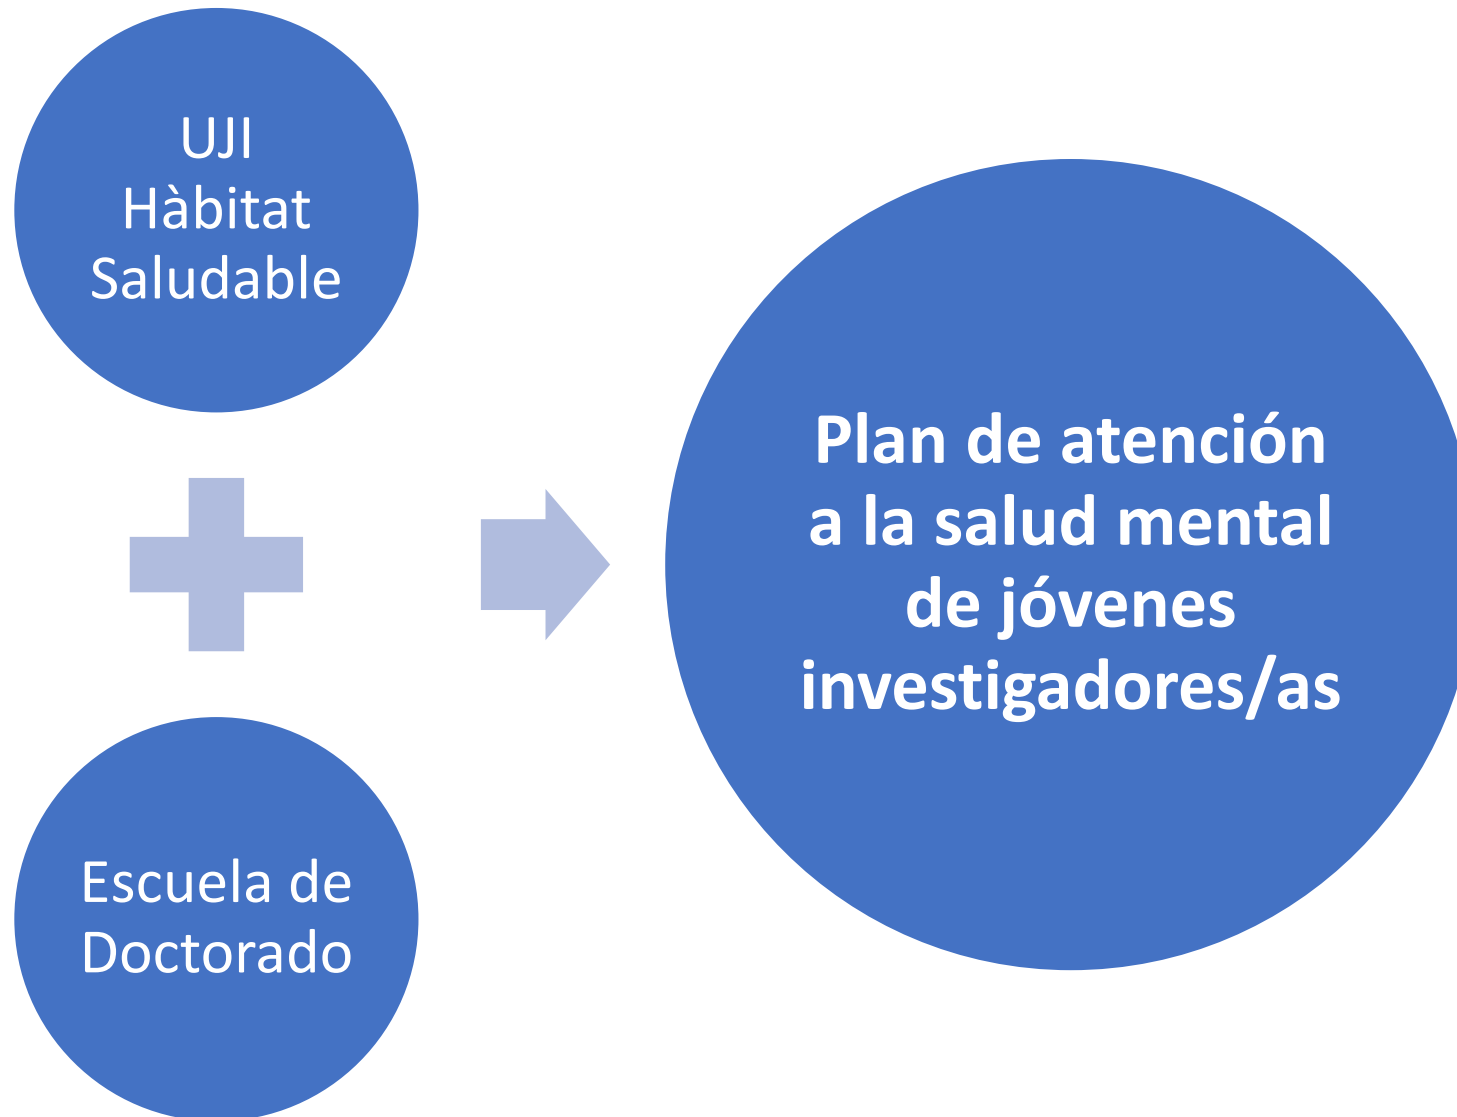 UJI
Hàbitat
Saludable
Escuela de
Doctorado
Plan de atención
a la salud mental
de jóvenes
investigadores/as